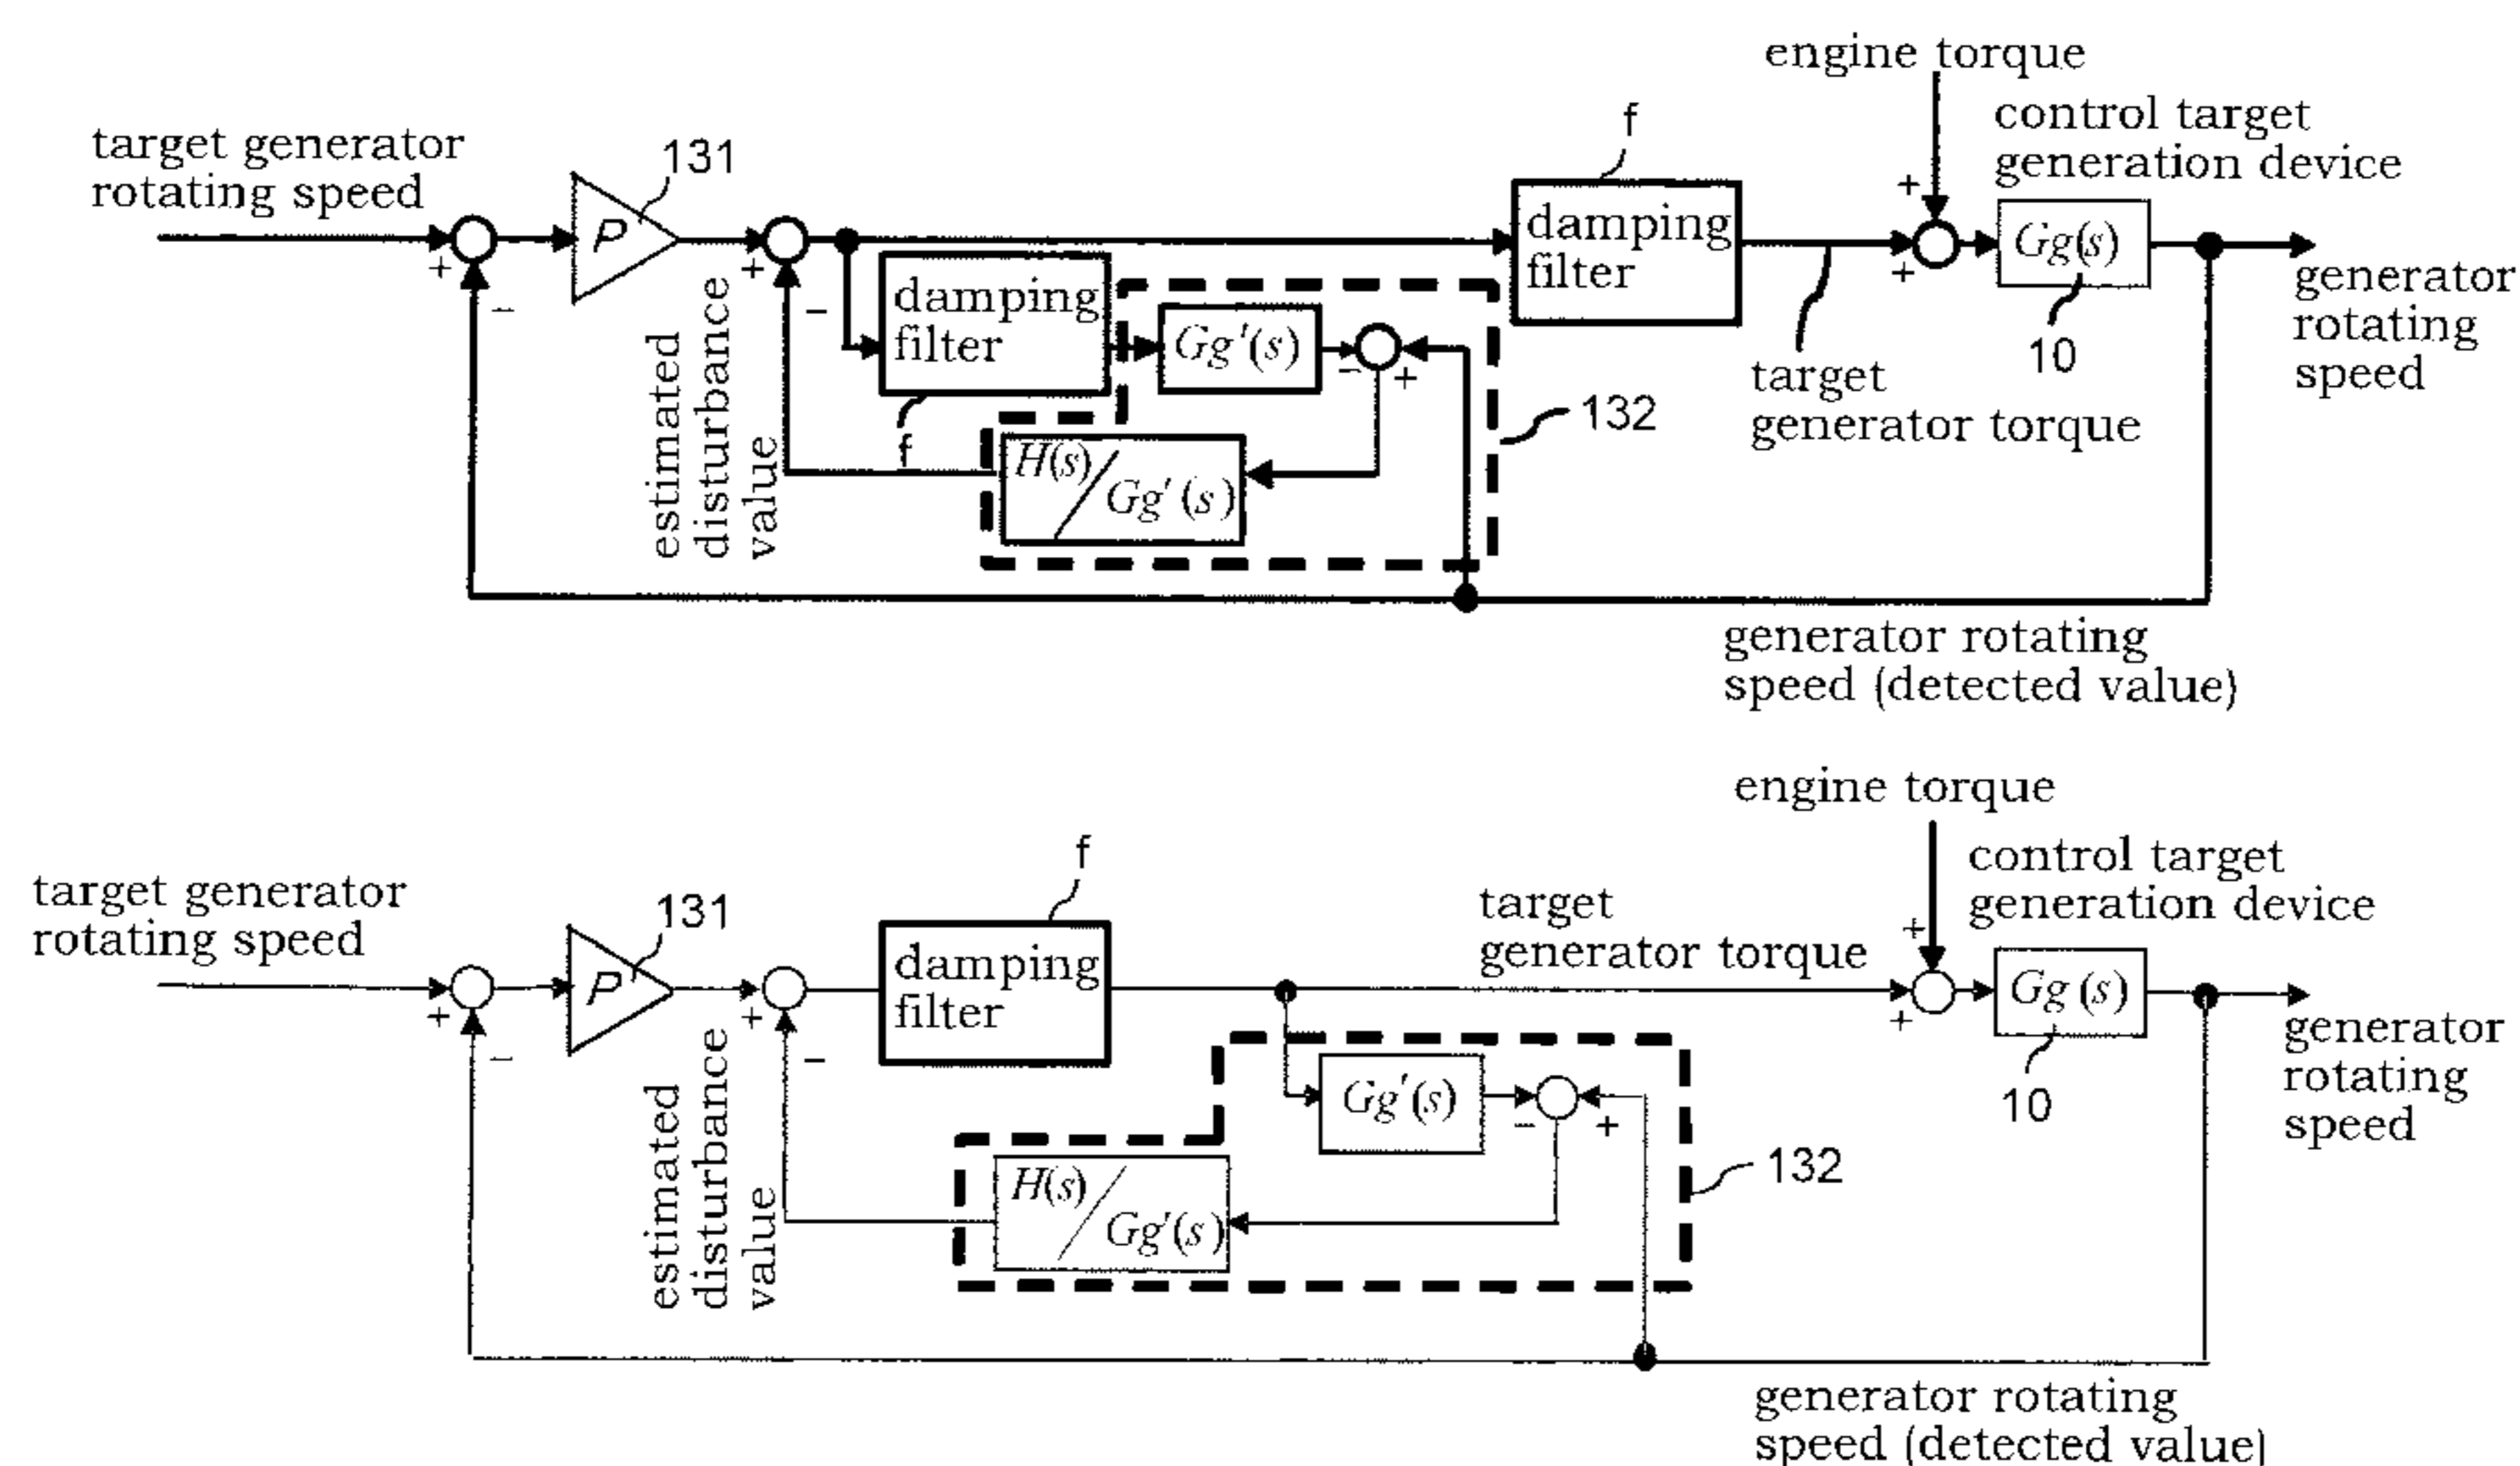 engine torque
control target
generation device
f
target generator
rotating speed
131
P
+
−
+
−
estimated
disturbance
value
damping
filter
f
Gg'(s)
−
+
H(s)/Gg'(s)
132
damping
filter
+
+
Gg(s)
10
target
generator torque
generator
rotating
speed
generator rotating
speed (detected value)
engine torque
control target
generation device
f
target generator
rotating speed
131
P
+
−
+
−
estimated
disturbance
value
damping
filter
target
generator torque
+
+
Gg(s)
10
generator
rotating
speed
Gg'(s)
−
+
H(s)/Gg'(s)
132
generator rotating
speed (detected value)